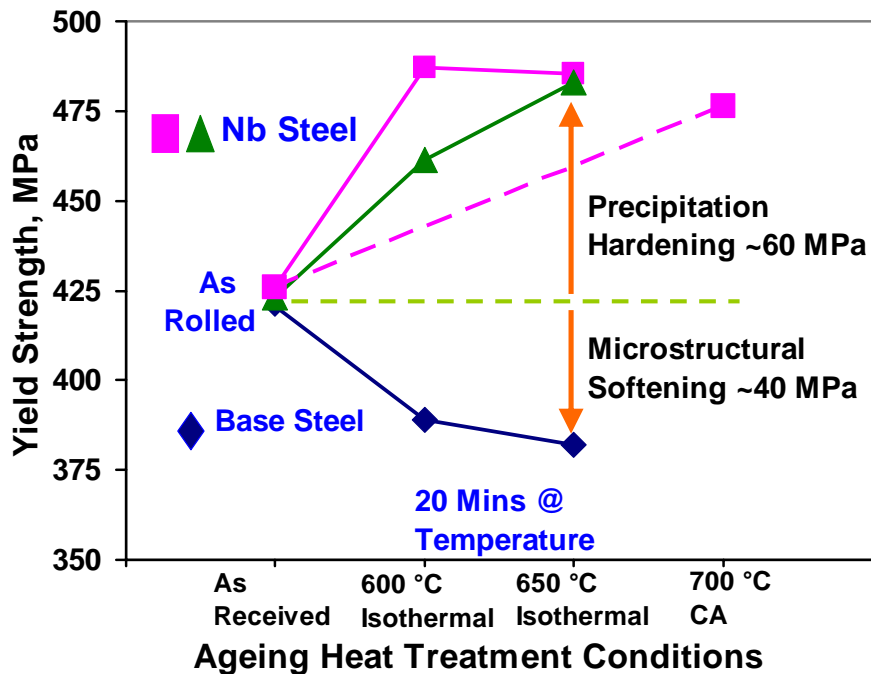 Yield Strength, MPa
500
475
450
425
400
375
350
Nb Steel
As
Rolled
Base Steel
Precipitation
Hardening ~60 MPa
Microstructural
Softening ~40 MPa
20 Mins @
Temperature
As
Received
600 °C
Isothermal
650 °C
Isothermal
700 °C
CA
Ageing Heat Treatment Conditions